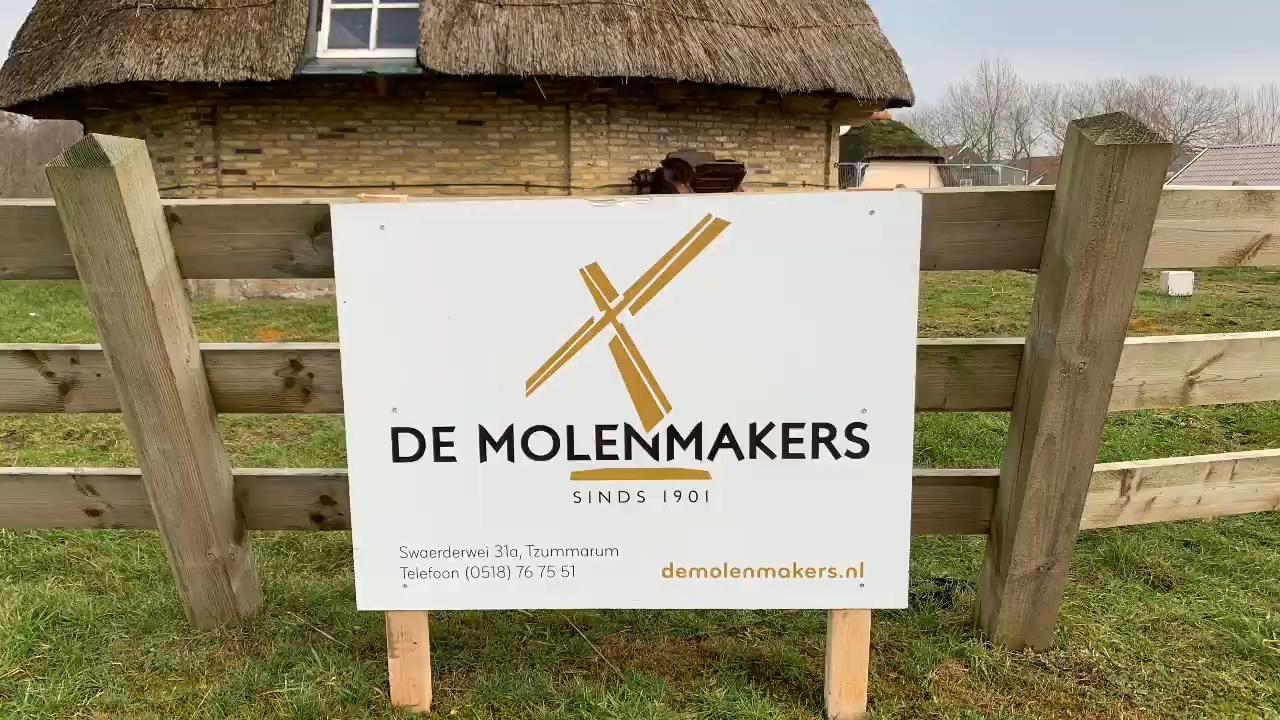 DE MOLENMAKERS
SINDS 1901
Swaerderwei 31a, Tzummarum
Telefoon (0518) 76 75 51
demolenmakers.nl